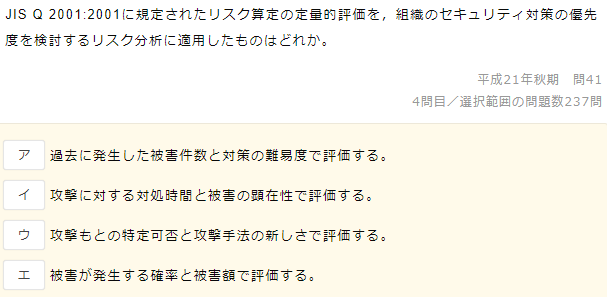 JIS Q 2001:2001に規定されたリスク算定の定量的評価を，組織のセキュリティ対策の優先
度を検討するリスク分析に適用したものはどれか。
平成21年秋期　問41
4問目／選択範囲の問題数237問
ア 過去に発生した被害件数と対策の難易度で評価する。
イ 攻撃に対する対処時間と被害の顕在性で評価する。
ウ 攻撃もとの特定可否と攻撃手法の新しさで評価する。
エ 被害が発生する確率と被害額で評価する。